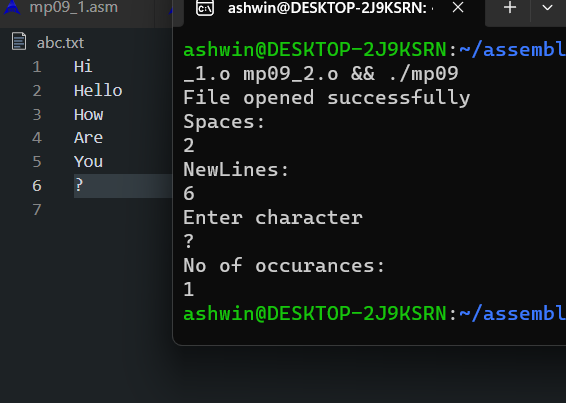 mp09_1.asm
abc.txt
1 Hi
2 Hello
3 How
4 Are
5 You
6 ?
7
ashwin@DESKTOP-2J9KSRN:
ashwin@DESKTOP-2J9KSRN:~/assembl
_1.o mp09_2.o && ./mp09
File opened successfully
Spaces:
2
NewLines:
6
Enter character
?
No of occurances:
1
ashwin@DESKTOP-2J9KSRN:~/assembl